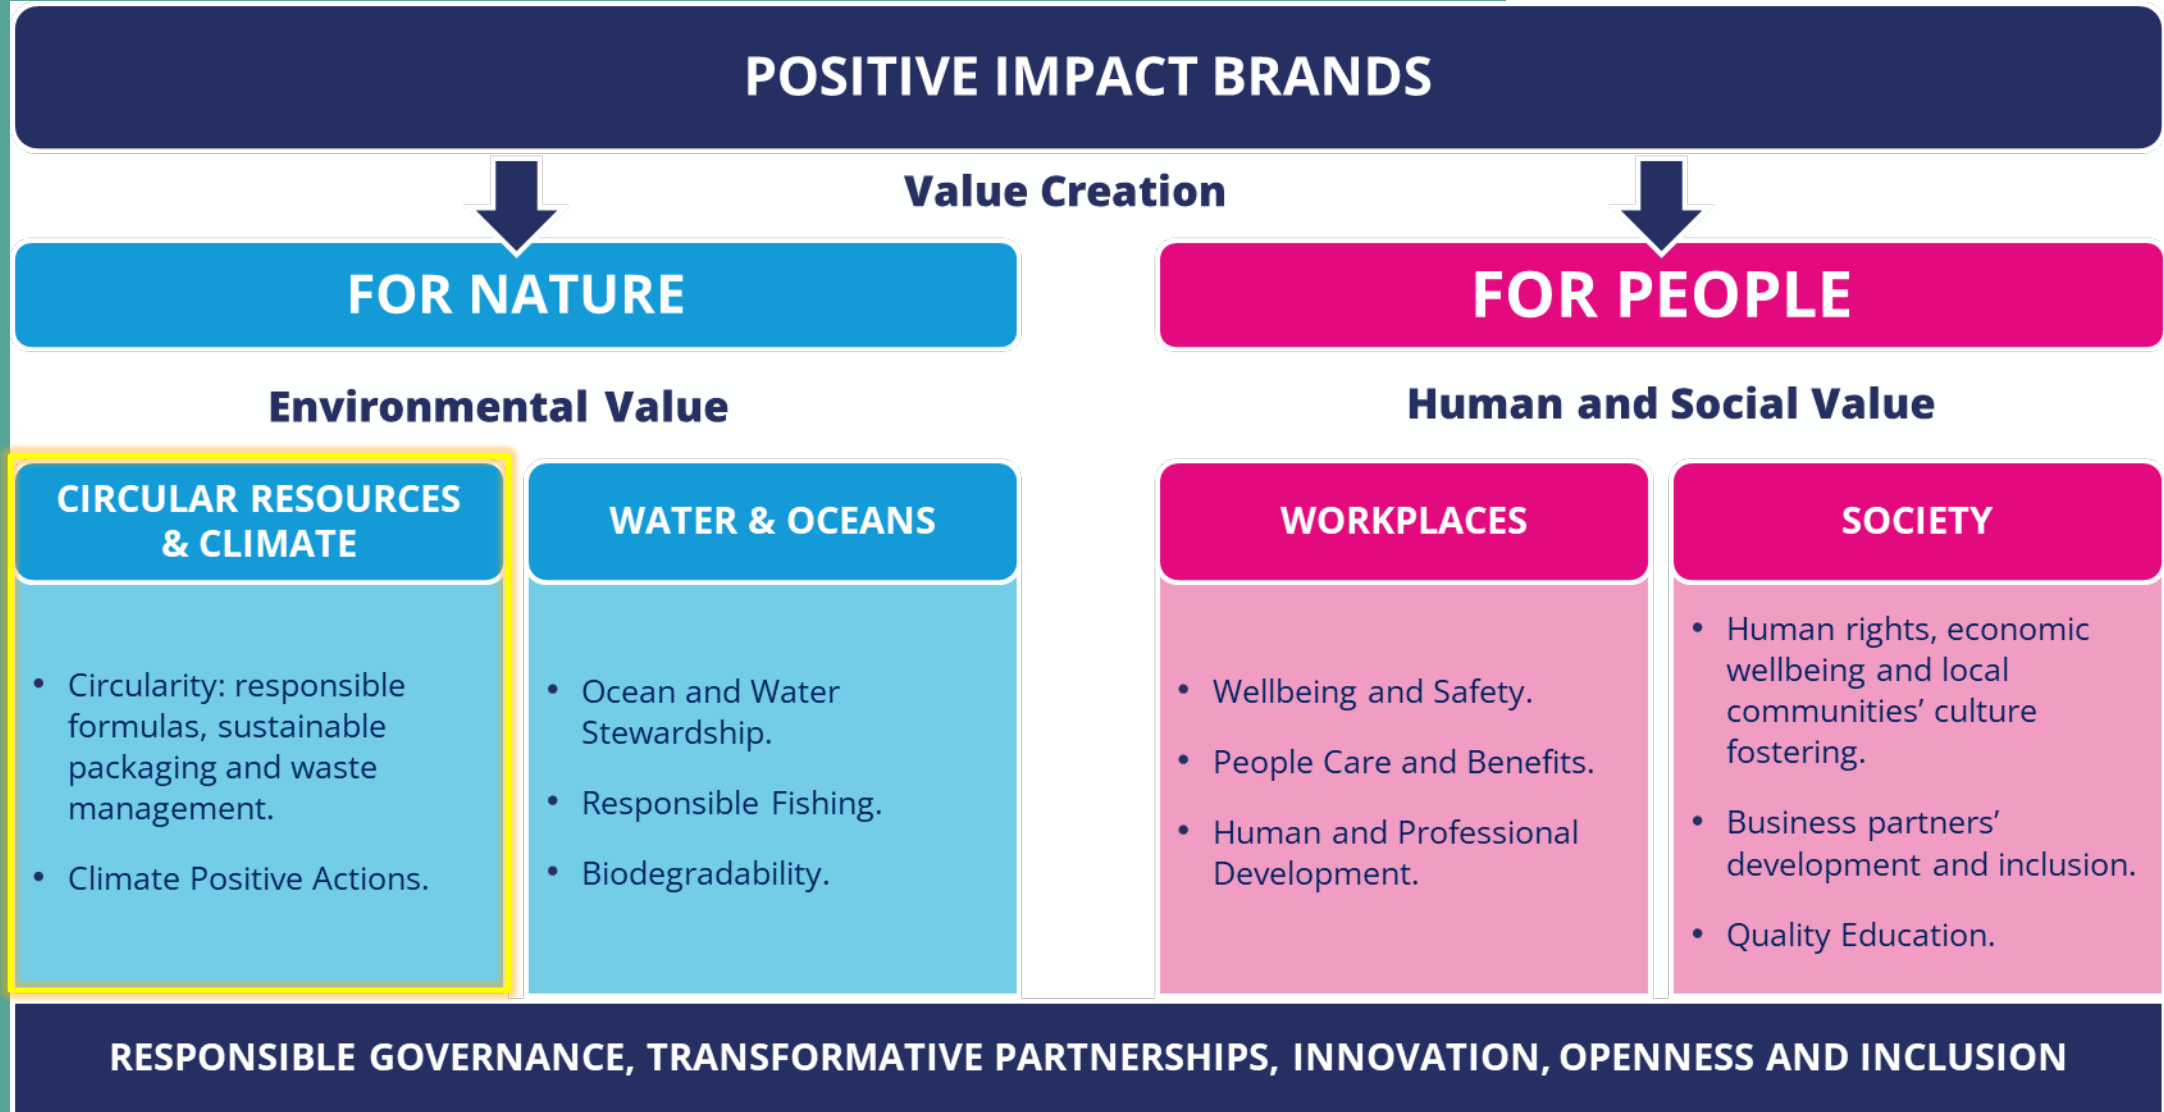 POSITIVE IMPACT BRANDS
Value Creation
FOR NATURE
FOR PEOPLE
Environmental Value
Human and Social Value
CIRCULAR RESOURCES
& CLIMATE
• Circularity: responsible
formulas, sustainable
packaging and waste
management.
• Climate Positive Actions.
WATER & OCEANS
• Ocean and Water
Stewardship.
• Responsible Fishing.
• Biodegradability.
WORKPLACES
• Wellbeing and Safety.
• People Care and Benefits.
• Human and Professional
Development.
SOCIETY
• Human rights, economic
wellbeing and local
communities’ culture
fostering.
• Business partners’
development and inclusion.
• Quality Education.
RESPONSIBLE GOVERNANCE, TRANSFORMATIVE PARTNERSHIPS, INNOVATION, OPENNESS AND INCLUSION